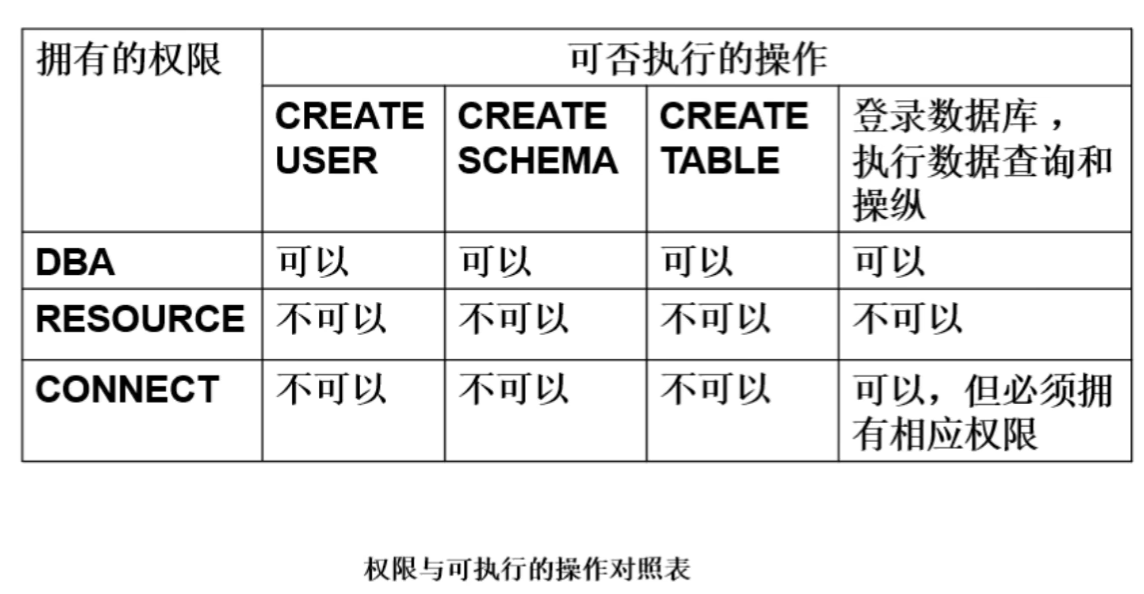 拥有的权限
可否执行的操作
CREATE USER
CREATE SCHEMA
CREATE TABLE
登录数据库，
执行数据查询和
操纵
DBA
可以
可以
可以
可以
RESOURCE
不可以
不可以
不可以
不可以
CONNECT
不可以
不可以
不可以
可以，但必须拥
有相应权限
权限与可执行的操作对照表